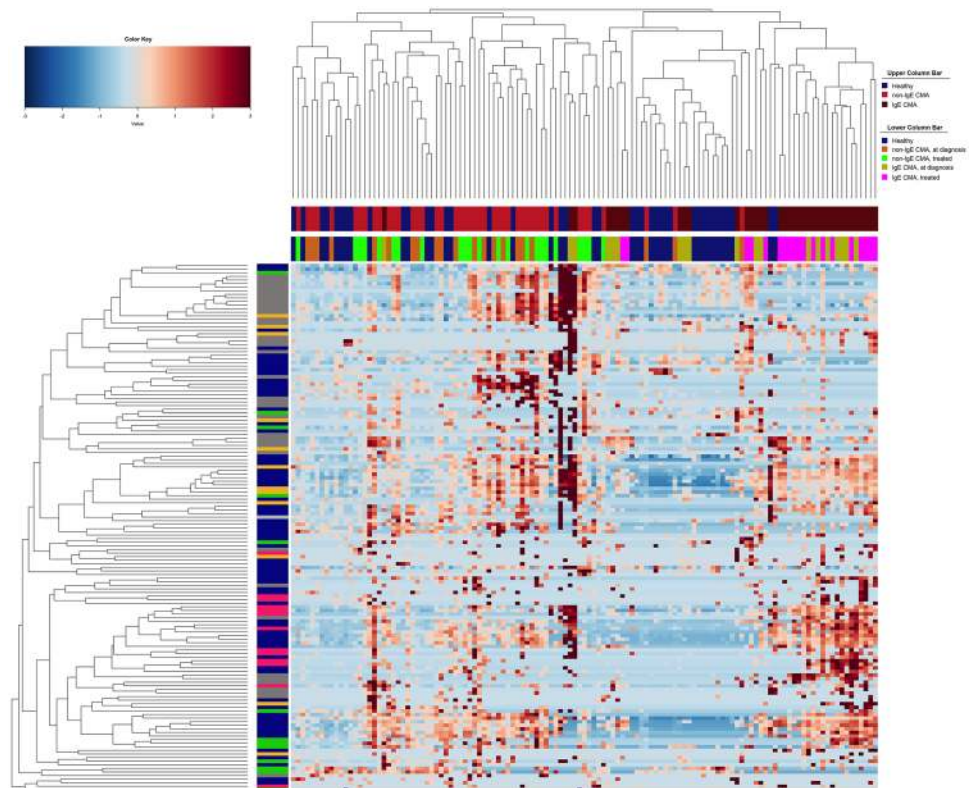 Color Key
-3 -2 -1 0 1 2 3
Value
Upper Column Bar
Healthy
non-IgE CMA
IgE CMA
Lower Column Bar
Healthy
non-IgE CMA, at diagnosis
non-IgE CMA, treated
IgE CMA, at diagnosis
IgE CMA, treated